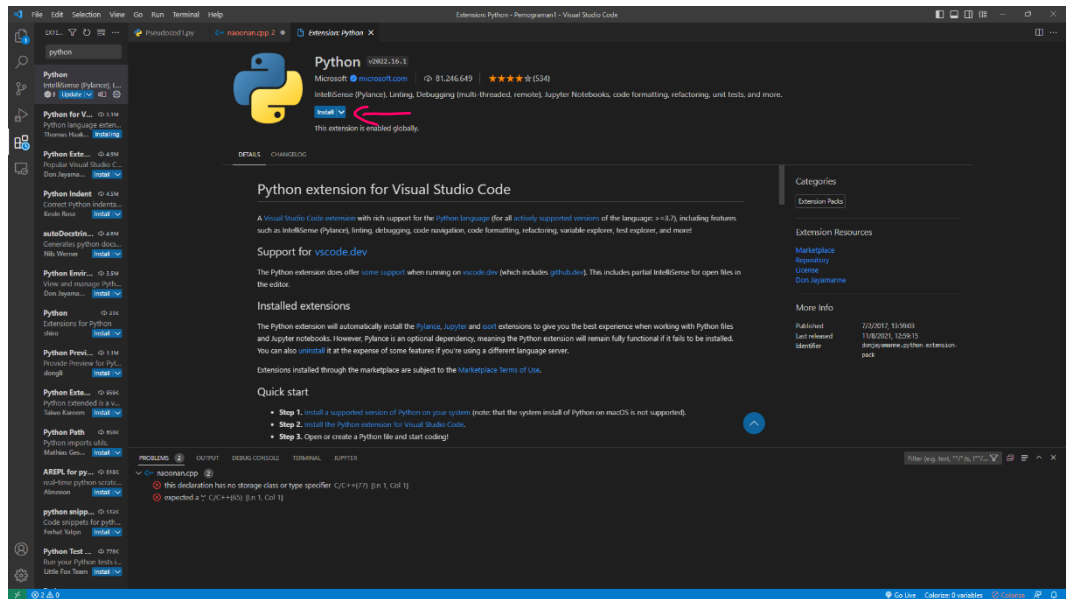 File Edit Selection View Go Run Terminal Help
Extension: Python - Pemograman1 - Visual Studio Code
EXT...
Pseudocod1.py
naoonan.cpp 2
Extension: Python
python
Python
IntelliSense (Pylance), L...
Update
Python for V... 1.1M
Python language exten...
Thomas Haak... Installing
Python Exte... 4.9M
Popular Visual Studio C...
Don Jayama... Install
Python Indent 4.5M
Correct Python indenta...
Kevin Rose Install
autoDocstrin... 4.6M
Generates python docs...
Nils Werner Install
Python Envir... 3.5M
View and manage Pyth...
Don Jayama... Install
Python
Extensions for Python
shiro Install
Python Previ... 1.1M
Provide Preview for Pyt...
dongli Install
Python Exte...
Python Extended is a v...
Taiwo Kareem Install
Python Path
Python imports utils.
Mathias Ges... Install
AREPL for py...
real-time python scratc...
Almenon Install
python snipp...
Code snippets for pyth...
Ferhat Yalçın Install
Python Test ...
Run your Python tests i...
Little Fox Team Install
Python v2022.16.1
Microsoft microsoft.com 81,246,649 (534)
IntelliSense (Pylance), Linting, Debugging (multi-threaded, remote), Jupyter Notebooks, code formatting, refactoring, unit tests, and more.
Install
This extension is enabled globally.
DETAILS CHANGELOG
Python extension for Visual Studio Code
A Visual Studio Code extension with rich support for the Python language (for all actively supported versions of the language: >=3.7), including features
such as IntelliSense (Pylance), linting, debugging, code navigation, code formatting, refactoring, variable explorer, test explorer, and more!
Support for vscode.dev
The Python extension does offer some support when running on vscode.dev (which includes github.dev). This includes partial IntelliSense for open files in
the editor.
Installed extensions
The Python extension will automatically install the Pylance, Jupyter and isort extensions to give you the best experience when working with Python files
and Jupyter notebooks. However, Pylance is an optional dependency, meaning the Python extension will remain fully functional if it fails to be installed.
You can also uninstall it at the expense of some features if you're using a different language server.
Extensions installed through the marketplace are subject to the Marketplace Terms of Use.
Quick start
Step 1. Install a supported version of Python on your system (note: that the system install of Python on macOS is not supported).
Step 2. Install the Python extension for Visual Studio Code.
Step 3. Open or create a Python file and start coding!
Categories
Extension Packs
Extension Resources
Marketplace
Repository
License
Don Jayamanne
More Info
Published 7/2/2017, 13:59:03
Last released 11/8/2021, 12:59:15
Identifier donjayamanne.python-extension-
pack
PROBLEMS 2 OUTPUT DEBUG CONSOLE TERMINAL JUPYTER
Filter (e.g. text, **/*.ts, !**/...
naoonan.cpp 2
this declaration has no storage class or type specifier C/C++(77) [Ln 1, Col 1]
expected a ';' C/C++(65) [Ln 1, Col 1]
2 0
Go Live Colorize: 0 variables Colorize